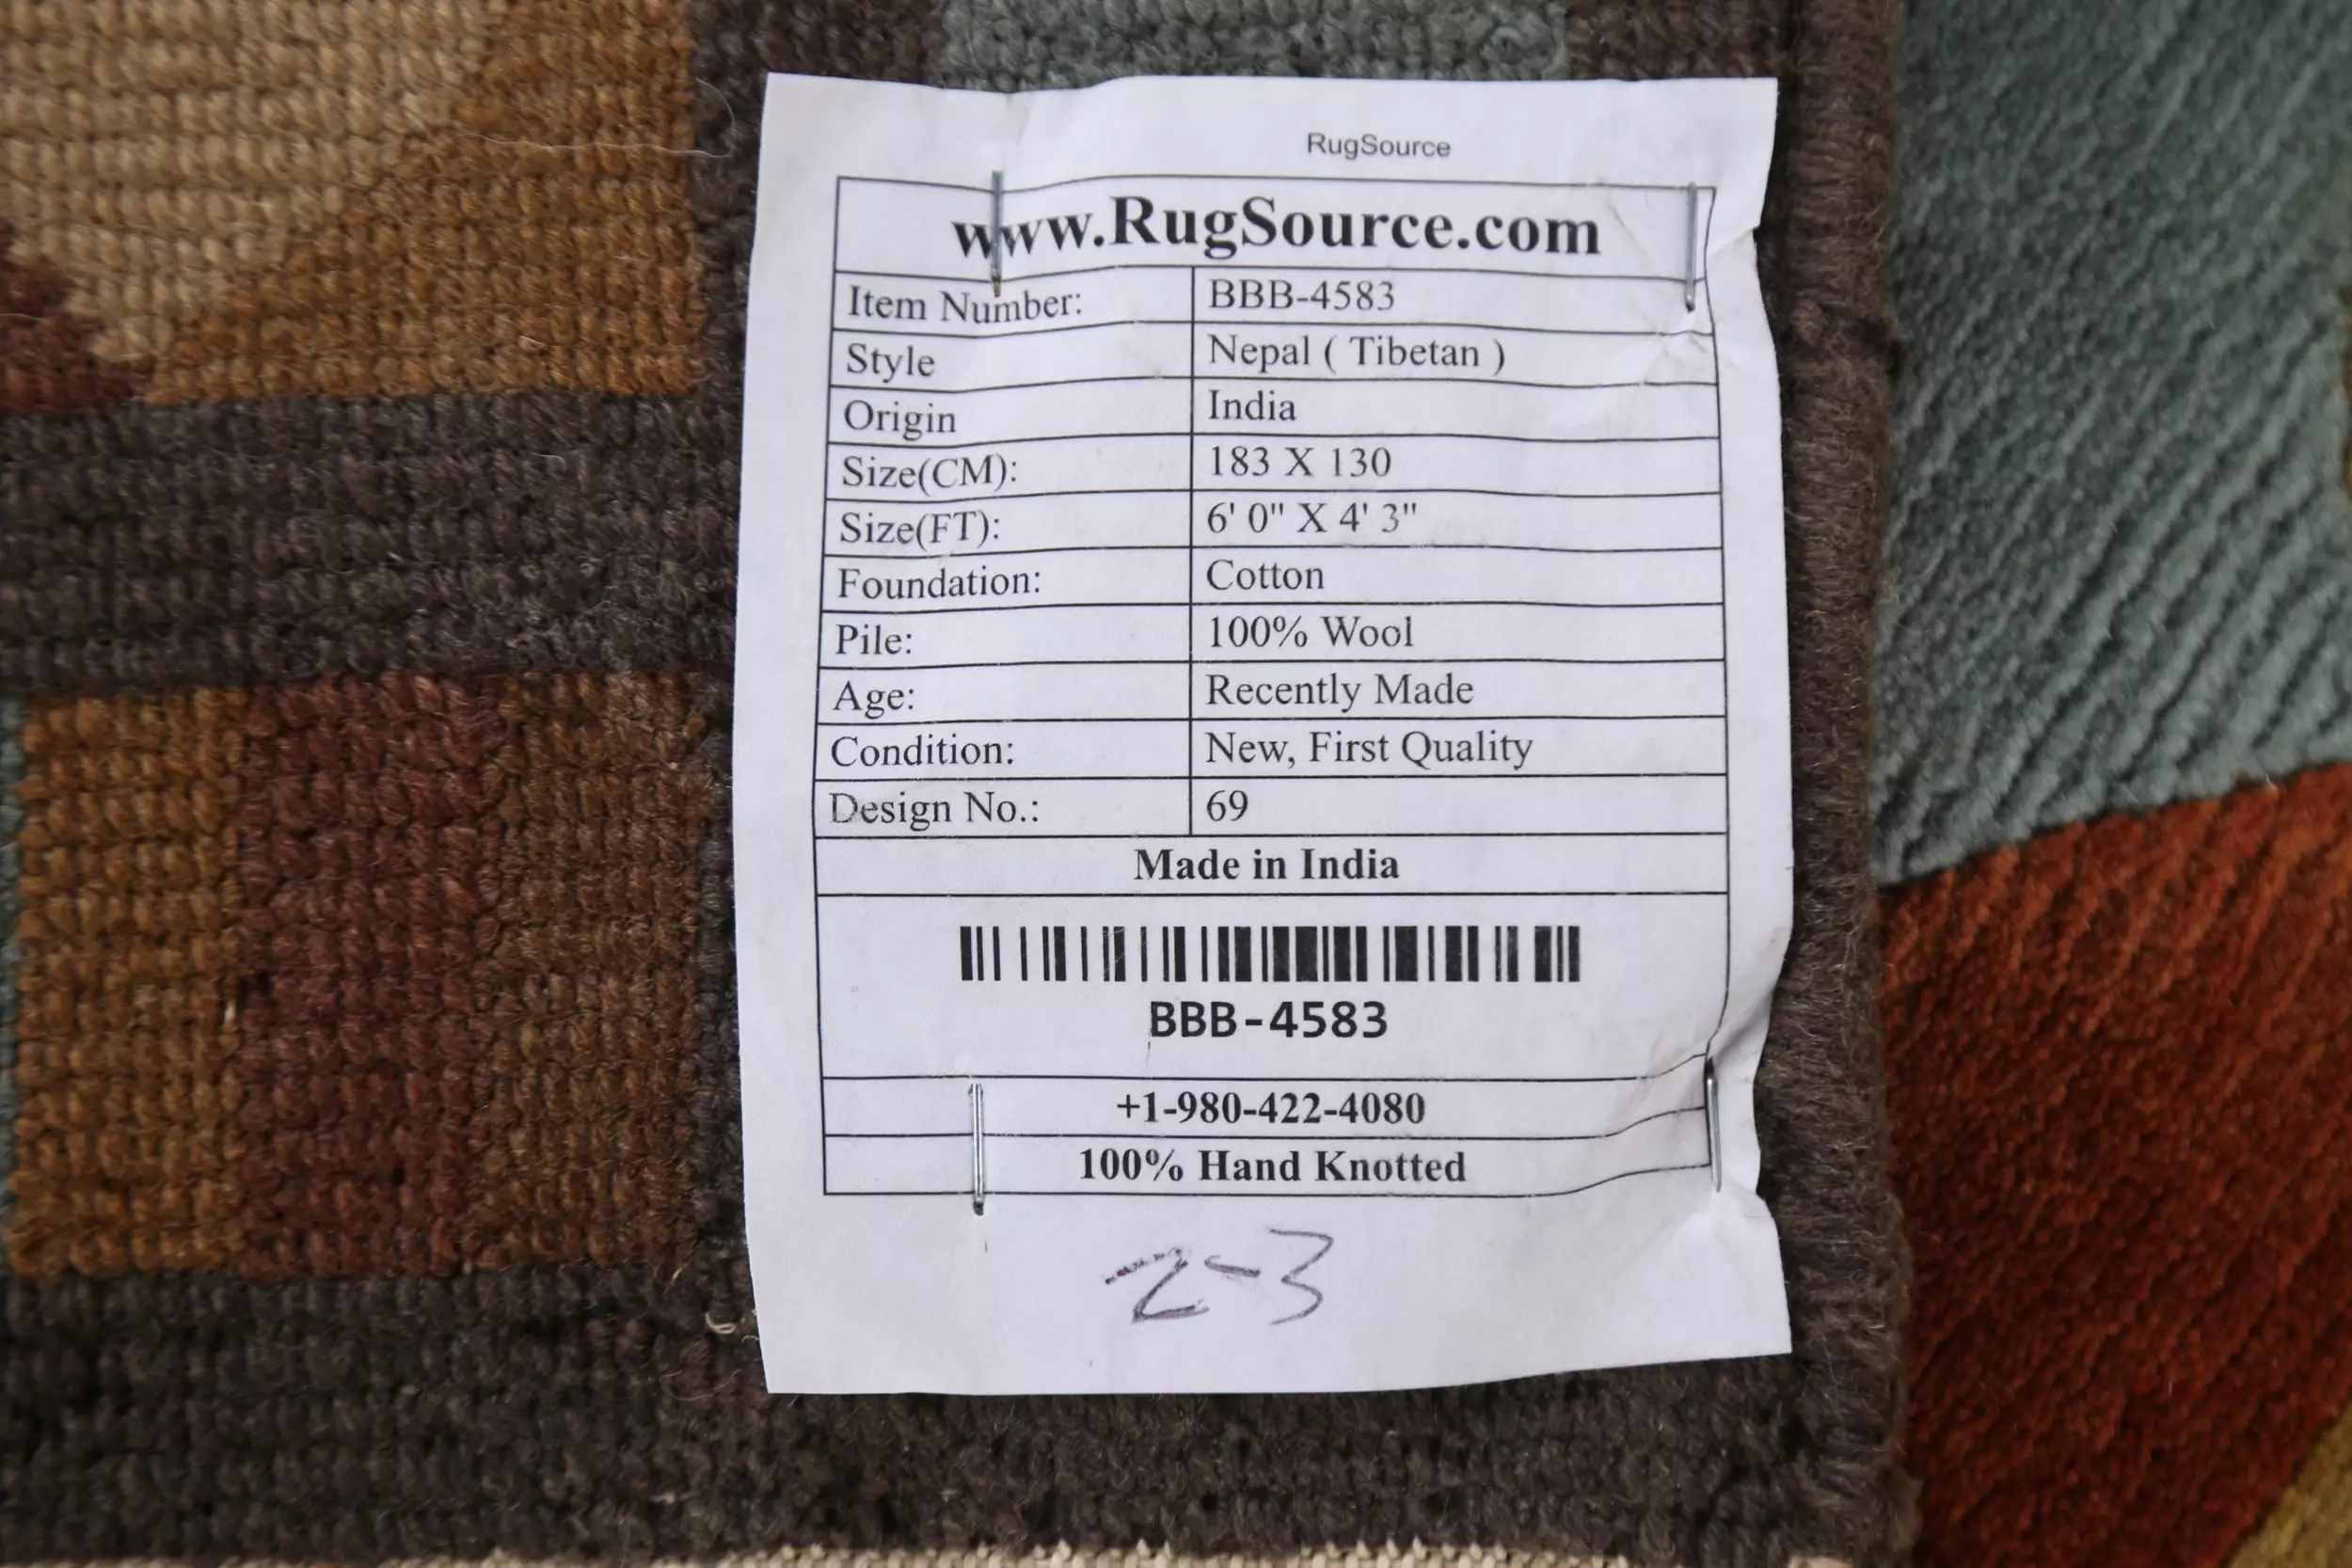 RugSource
www.RugSource.com
Item Number: BBB-4583
Style Nepal ( Tibetan )
Origin India
Size(CM): 183 X 130
Size(FT): 6' 0" X 4' 3"
Foundation: Cotton
Pile: 100% Wool
Age: Recently Made
Condition: New, First Quality
Design No.: 69
Made in India
BBB-4583
+1-980-422-4080
100% Hand Knotted
2-3